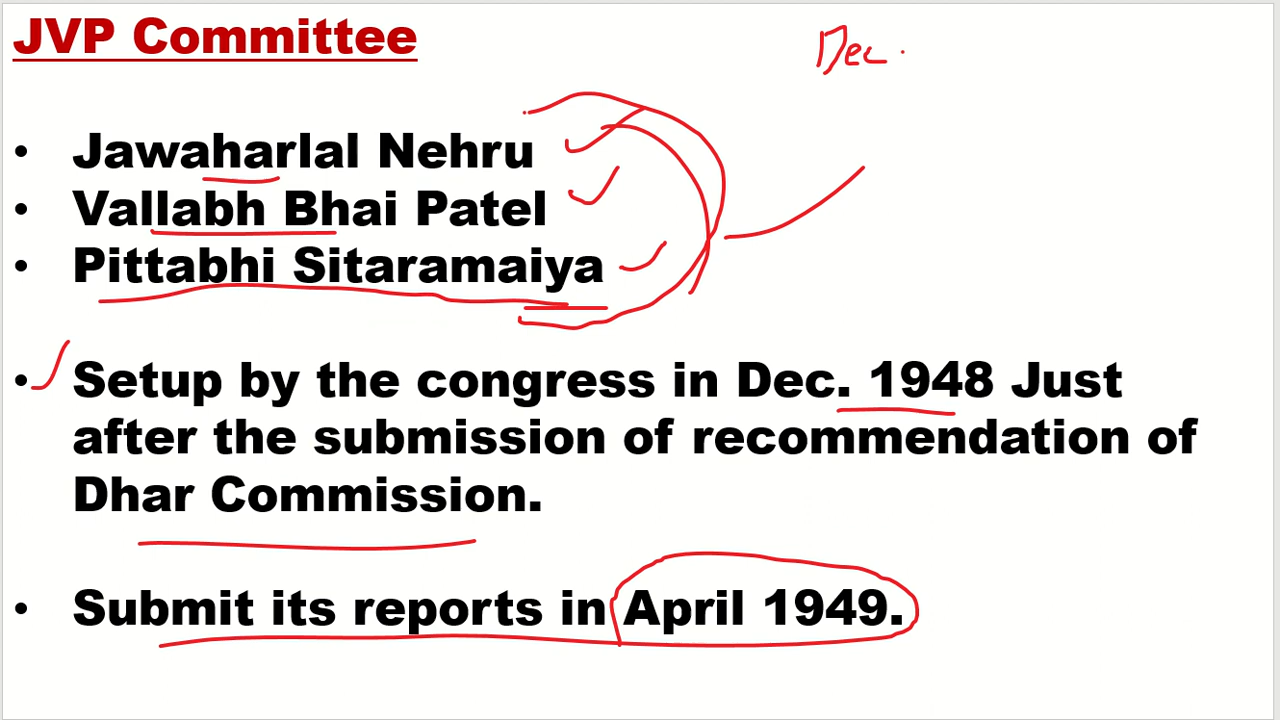 JVP Committee
Dec.
• Jawaharlal Nehru
• Vallabh Bhai Patel
• Pittabhi Sitaramaiya
• Setup by the congress in Dec. 1948 Just
after the submission of recommendation of
Dhar Commission.
• Submit its reports in April 1949.